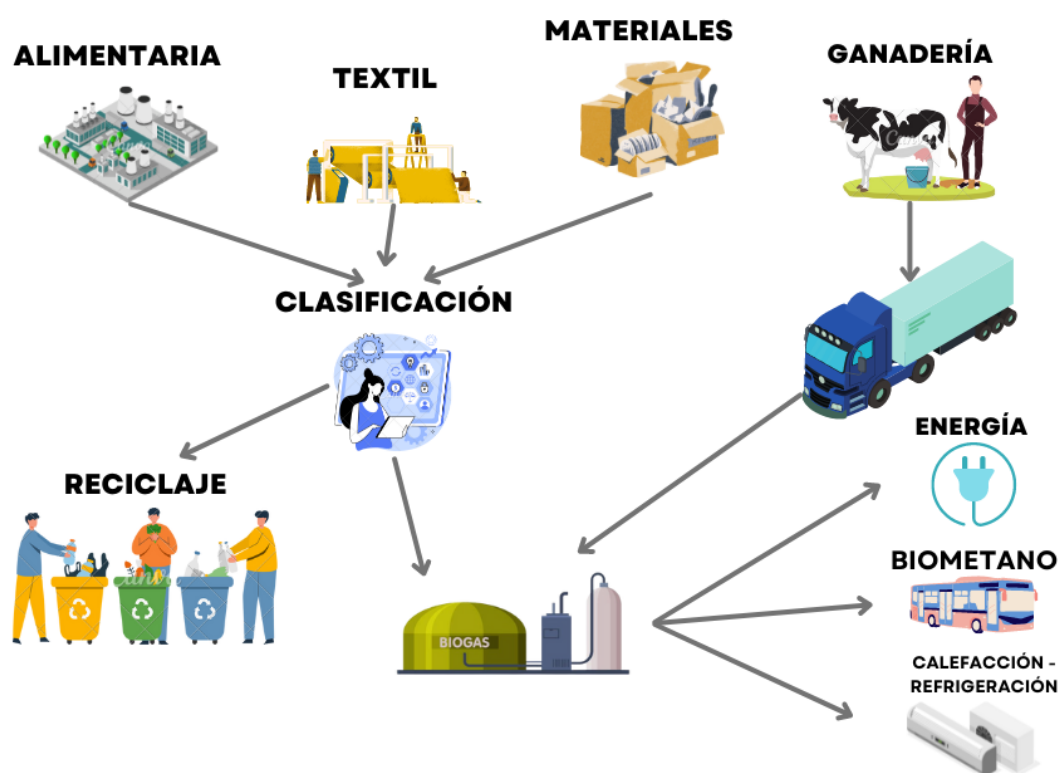 ALIMENTARIA
TEXTIL
MATERIALES
GANADERÍA
CLASIFICACIÓN
RECICLAJE
BIOGAS
ENERGÍA
BIOMETANO
CALEFACCIÓN -
REFRIGERACIÓN